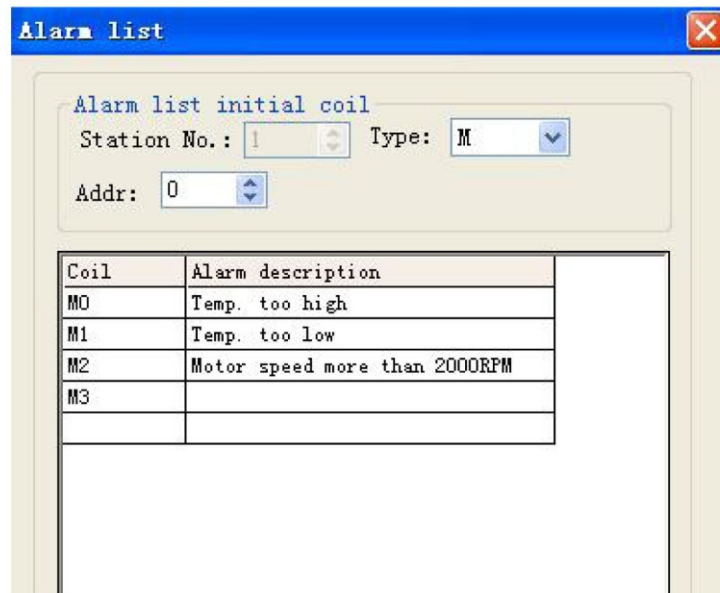 Alarm list
Alarm list initial coil
Station No.: 1 Type: M
Addr: 0
Coil Alarm description
M0 Temp. too high
M1 Temp. too low
M2 Motor speed more than 2000RPM
M3